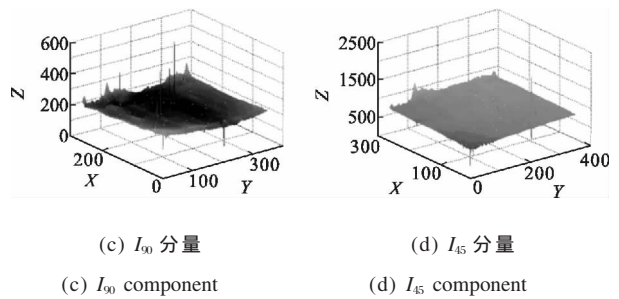 600
400
200
0
Z
200
0
X
100
300
Y
2500
1500
500
Z
300
100
X
0
200
400
Y
(c) I90 分量
(d) I45 分量
(c) I90 component
(d) I45 component